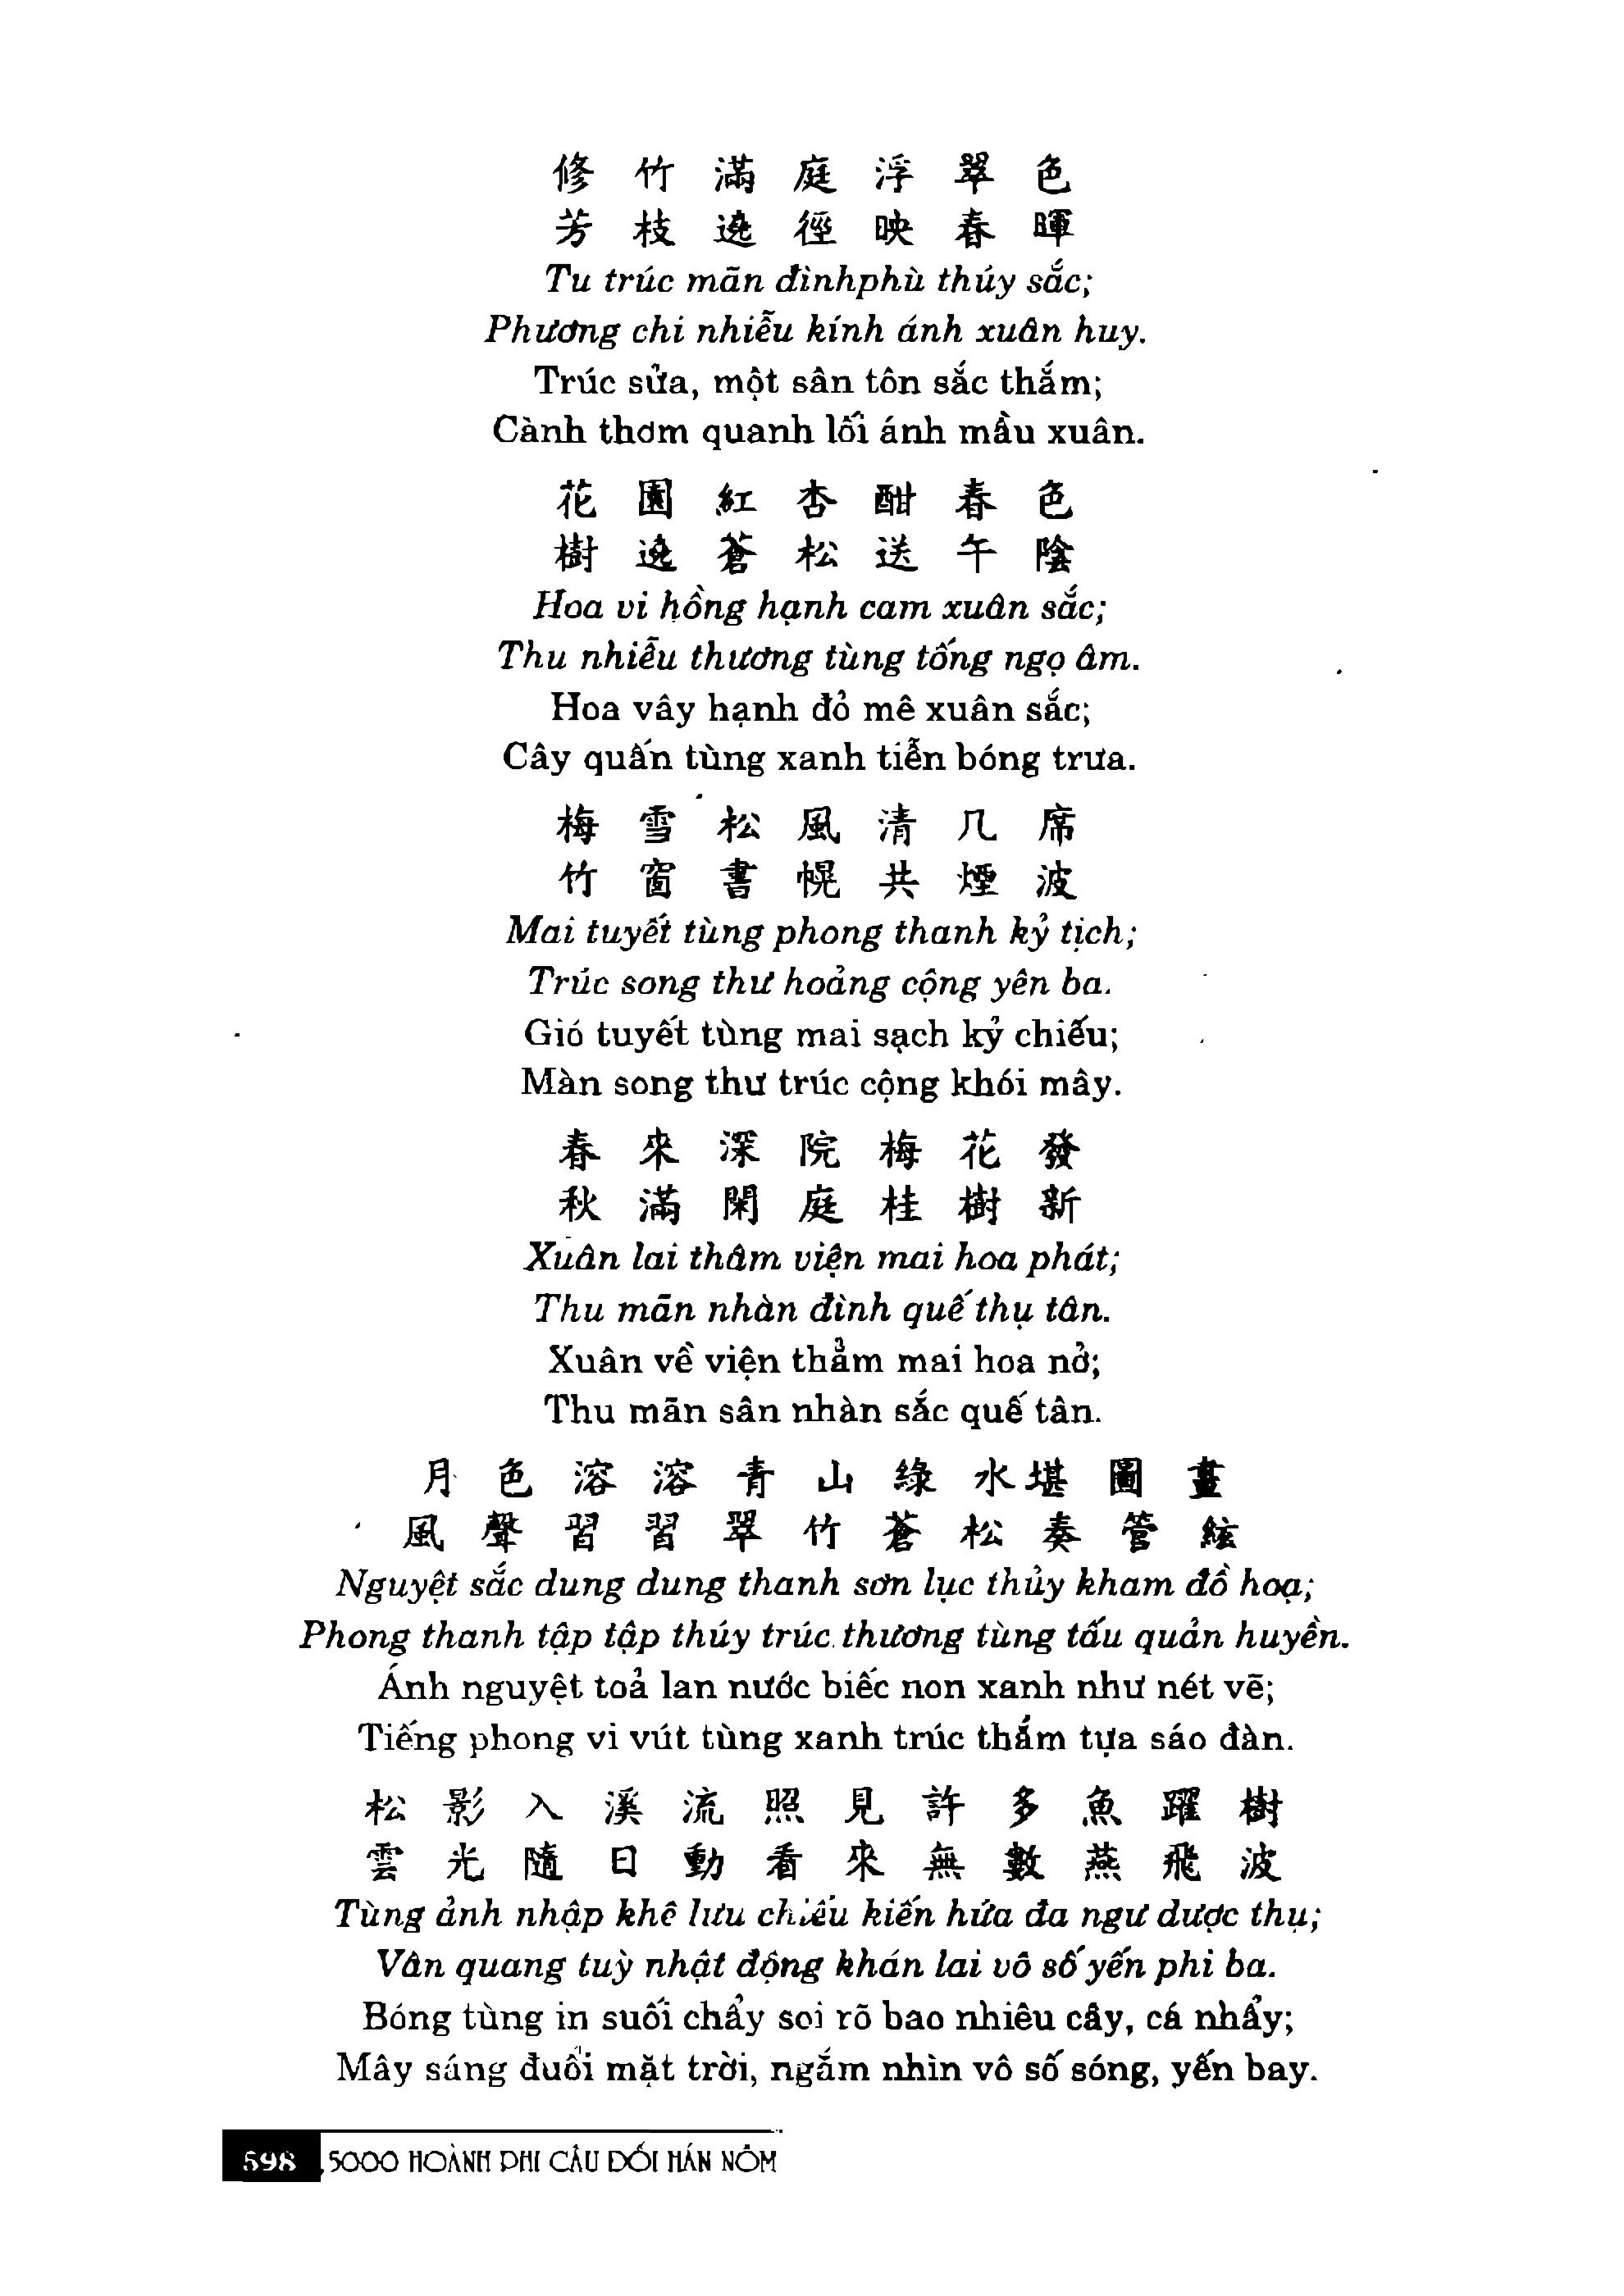 修竹滿庭浮翠色
芳枝遶徑映春暉
Tu trúc mãn đìnhphù thúy sắc;
Phương chi nhiễu kính ánh xuân huy.
Trúc sửa, một sân tôn sắc thắm;
Cành thơm quanh lối ánh mầu xuân.
花園紅杏酣春色
樹遶蒼松送午陰
Hoa vi hồng hạnh cam xuân sắc;
Thu nhiễu thương tùng tống ngọ âm.
Hoa vây hạnh đỏ mê xuân sắc;
Cây quấn tùng xanh tiễn bóng trưa.
梅雪松風清几席
竹窗書幌共煙波
Mai tuyết tùng phong thanh kỷ tịch;
Trúc song thư hoảng cộng yên ba.
Gió tuyết tùng mai sạch kỷ chiếu;
Màn song thư trúc cộng khói mây.
春來深院梅花發
秋滿閑庭桂樹新
Xuân lai thâm viện mai hoa phát;
Thu mãn nhàn đình quế thụ tân.
Xuân về viện thẳm mai hoa nở;
Thu mãn sân nhàn sắc quế tân.
月色溶溶青山綠水堪圖畫
風聲習習翠竹蒼松奏管絃
Nguyệt sắc dung dung thanh sơn lục thủy kham đồ hoạ;
Phong thanh tập tập thúy trúc thương tùng tấu quản huyền.
Ánh nguyệt toả lan nước biếc non xanh như nét vẽ;
Tiếng phong vi vút tùng xanh trúc thắm tựa sáo đàn.
松影入溪流照見許多魚躍樹
雲光隨日動看來無數燕飛波
Tùng ảnh nhập khê lưu chiếu kiến hứa đa ngư dược thụ;
Vân quang tuỳ nhật động khán lai vô số yến phi ba.
Bóng tùng in suối chẩy soi rõ bao nhiêu cây, cá nhẩy;
Mây sáng đuổi mặt trời, ngắm nhìn vô số sóng, yến bay.
598 5000 HOÀNH PHI CÂU ĐỐI HÁN NÔM